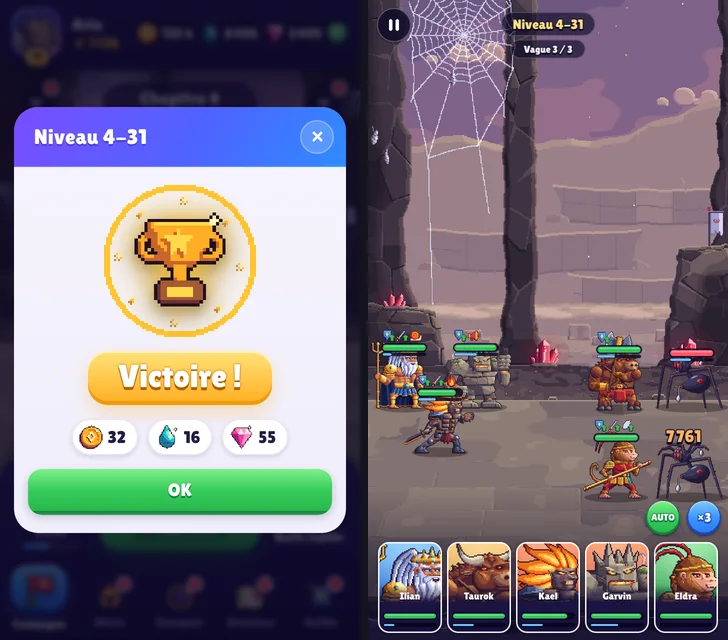 Niveau 4-31
×
Victoire !
32
16
55
OK
Niveau 4-31
Vague 3 / 3
7761
AUTO
×3
Ilian
Taurok
Kael
Garvin
Eldra